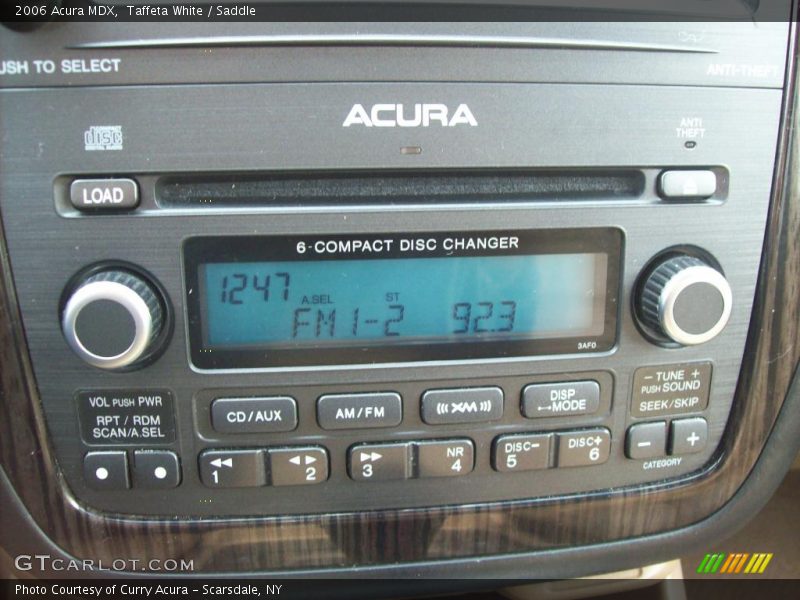 2006 Acura MDX,  Taffeta White / Saddle
USH TO SELECT
ANTI-THEFT
ACURA
disc
ANTI
THEFT
LOAD
6-COMPACT DISC CHANGER
1247
A.SEL
ST
FM1-2 92.3
3AF0
VOL PUSH PWR
RPT / RDM
SCAN/A.SEL
CD/AUX
AM/FM
XM
DISP
MODE
− TUNE +
PUSH SOUND
SEEK/SKIP
1
2
3
NR
4
DISC−
5
DISC+
6
−
+
CATEGORY
GTCARLOT.COM
Photo Courtesy of Curry Acura - Scarsdale, NY